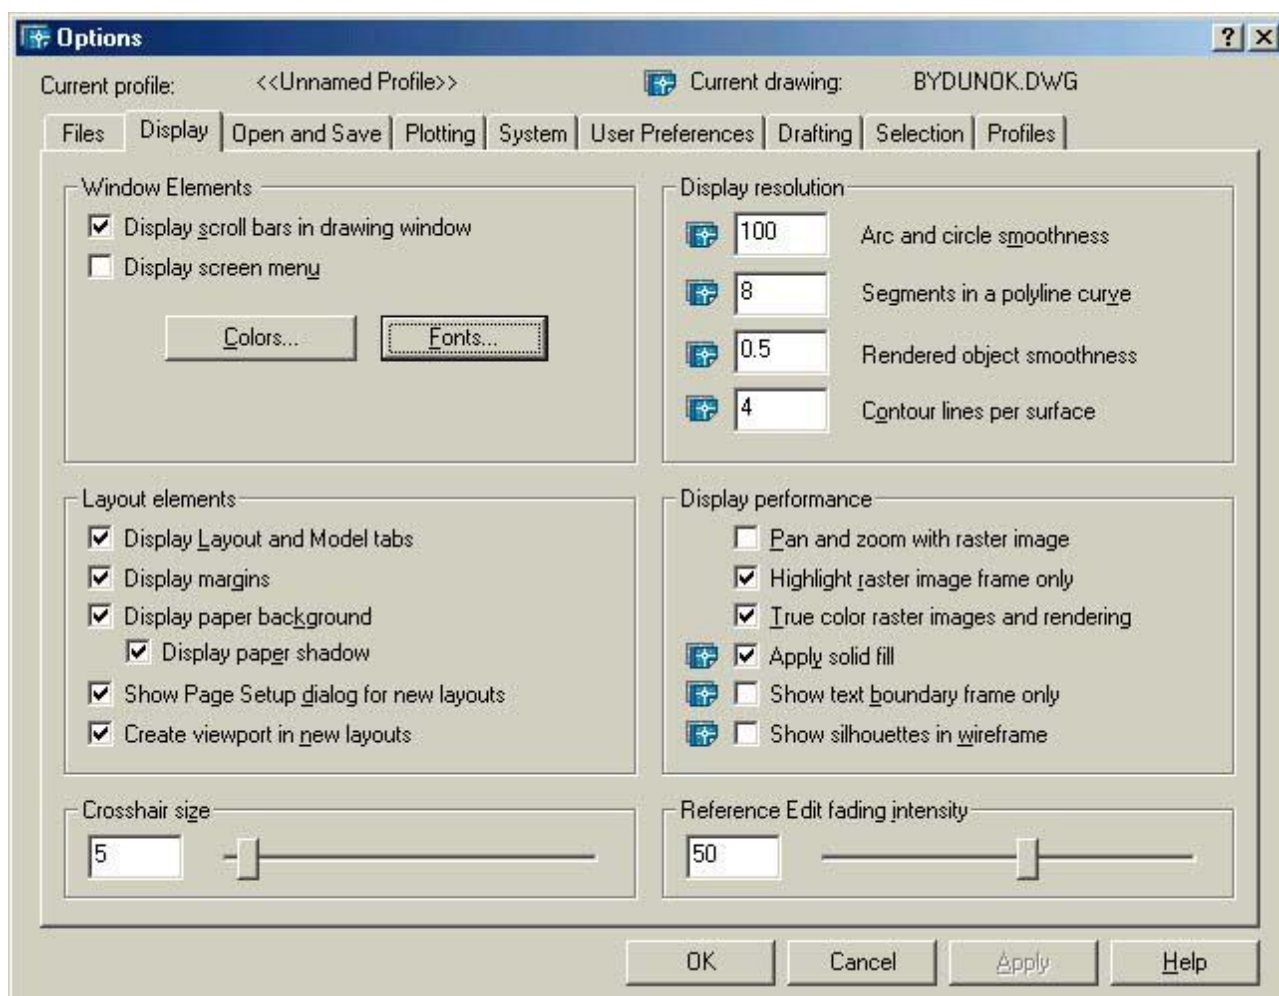 Options
Current profile: <<Unnamed Profile>> Current drawing: BYDUNOK.DWG
Files Display Open and Save Plotting System User Preferences Drafting Selection Profiles
Window Elements
Display scroll bars in drawing window
Display screen menu
Colors... Fonts...
Display resolution
100 Arc and circle smoothness
8 Segments in a polyline curve
0.5 Rendered object smoothness
4 Contour lines per surface
Layout elements
Display Layout and Model tabs
Display margins
Display paper background
Display paper shadow
Show Page Setup dialog for new layouts
Create viewport in new layouts
Display performance
Pan and zoom with raster image
Highlight raster image frame only
True color raster images and rendering
Apply solid fill
Show text boundary frame only
Show silhouettes in wireframe
Crosshair size
5
Reference Edit fading intensity
50
OK Cancel Apply Help